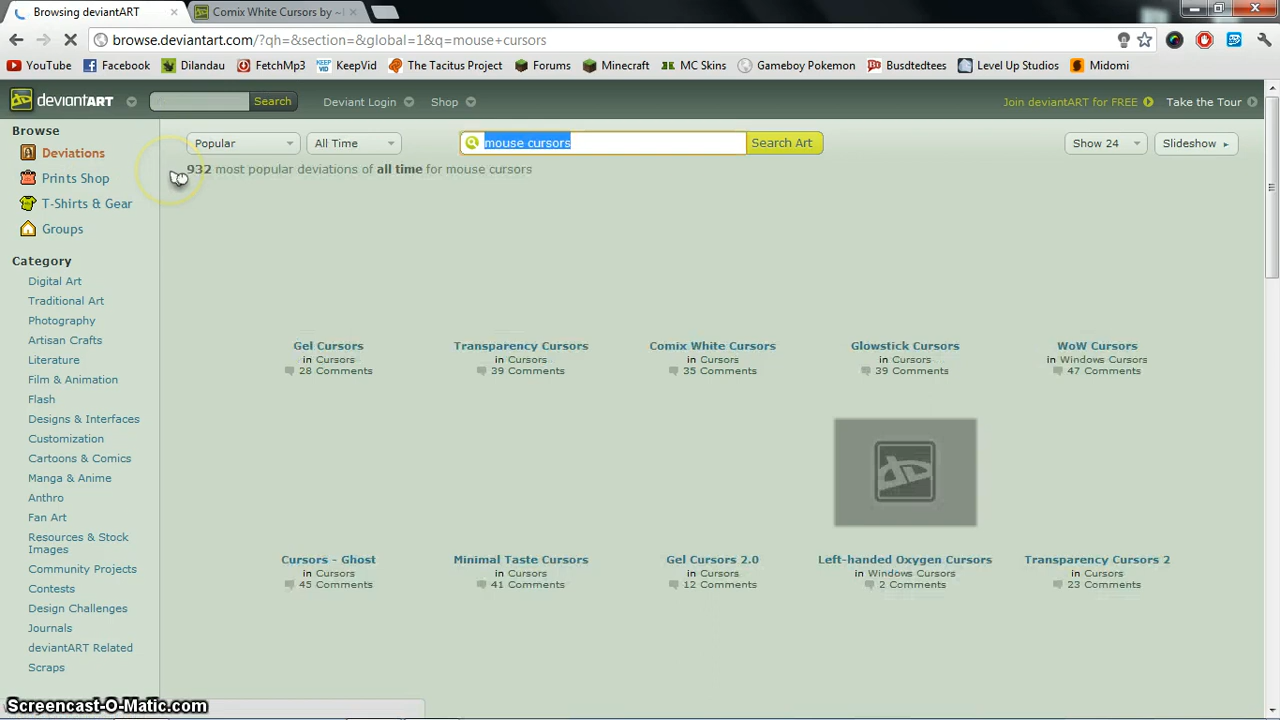 Browsing deviantART
Comix White Cursors by ~
browse.deviantart.com/?qh=&section=&global=1&q=mouse+cursors
YouTube Facebook Dilandau FetchMp3 KeepVid The Tacitus Project Forums Minecraft MC Skins Gamesoy Pokemon Busdtedtees Level Up Studios Midomi
deviantART Search Deviant Login Shop Join deviantART for FREE Take the Tour
Browse
Deviations
Prints Shop
T-Shirts & Gear
Groups
Category
Digital Art
Traditional Art
Photography
Artisan Crafts
Literature
Film & Animation
Flash
Designs & Interfaces
Customization
Cartoons & Comics
Manga & Anime
Anthro
Fan Art
Resources & Stock
Images
Community Projects
Contests
Design Challenges
Journals
deviantART Related
Scraps
Popular All Time mouse cursors Search Art Show 24 Slideshow
932 most popular deviations of all time for mouse cursors
Gel Cursors
in Cursors
28 Comments
Transparency Cursors
in Cursors
39 Comments
Comix White Cursors
in Cursors
35 Comments
Glowstick Cursors
in Cursors
39 Comments
WoW Cursors
in Windows Cursors
47 Comments
Cursors - Ghost
in Cursors
45 Comments
Minimal Taste Cursors
in Cursors
41 Comments
Gel Cursors 2.0
in Cursors
12 Comments
Left-handed Oxygen Cursors
in Windows Cursors
2 Comments
Transparency Cursors 2
in Cursors
23 Comments
Screencast-O-Matic.com